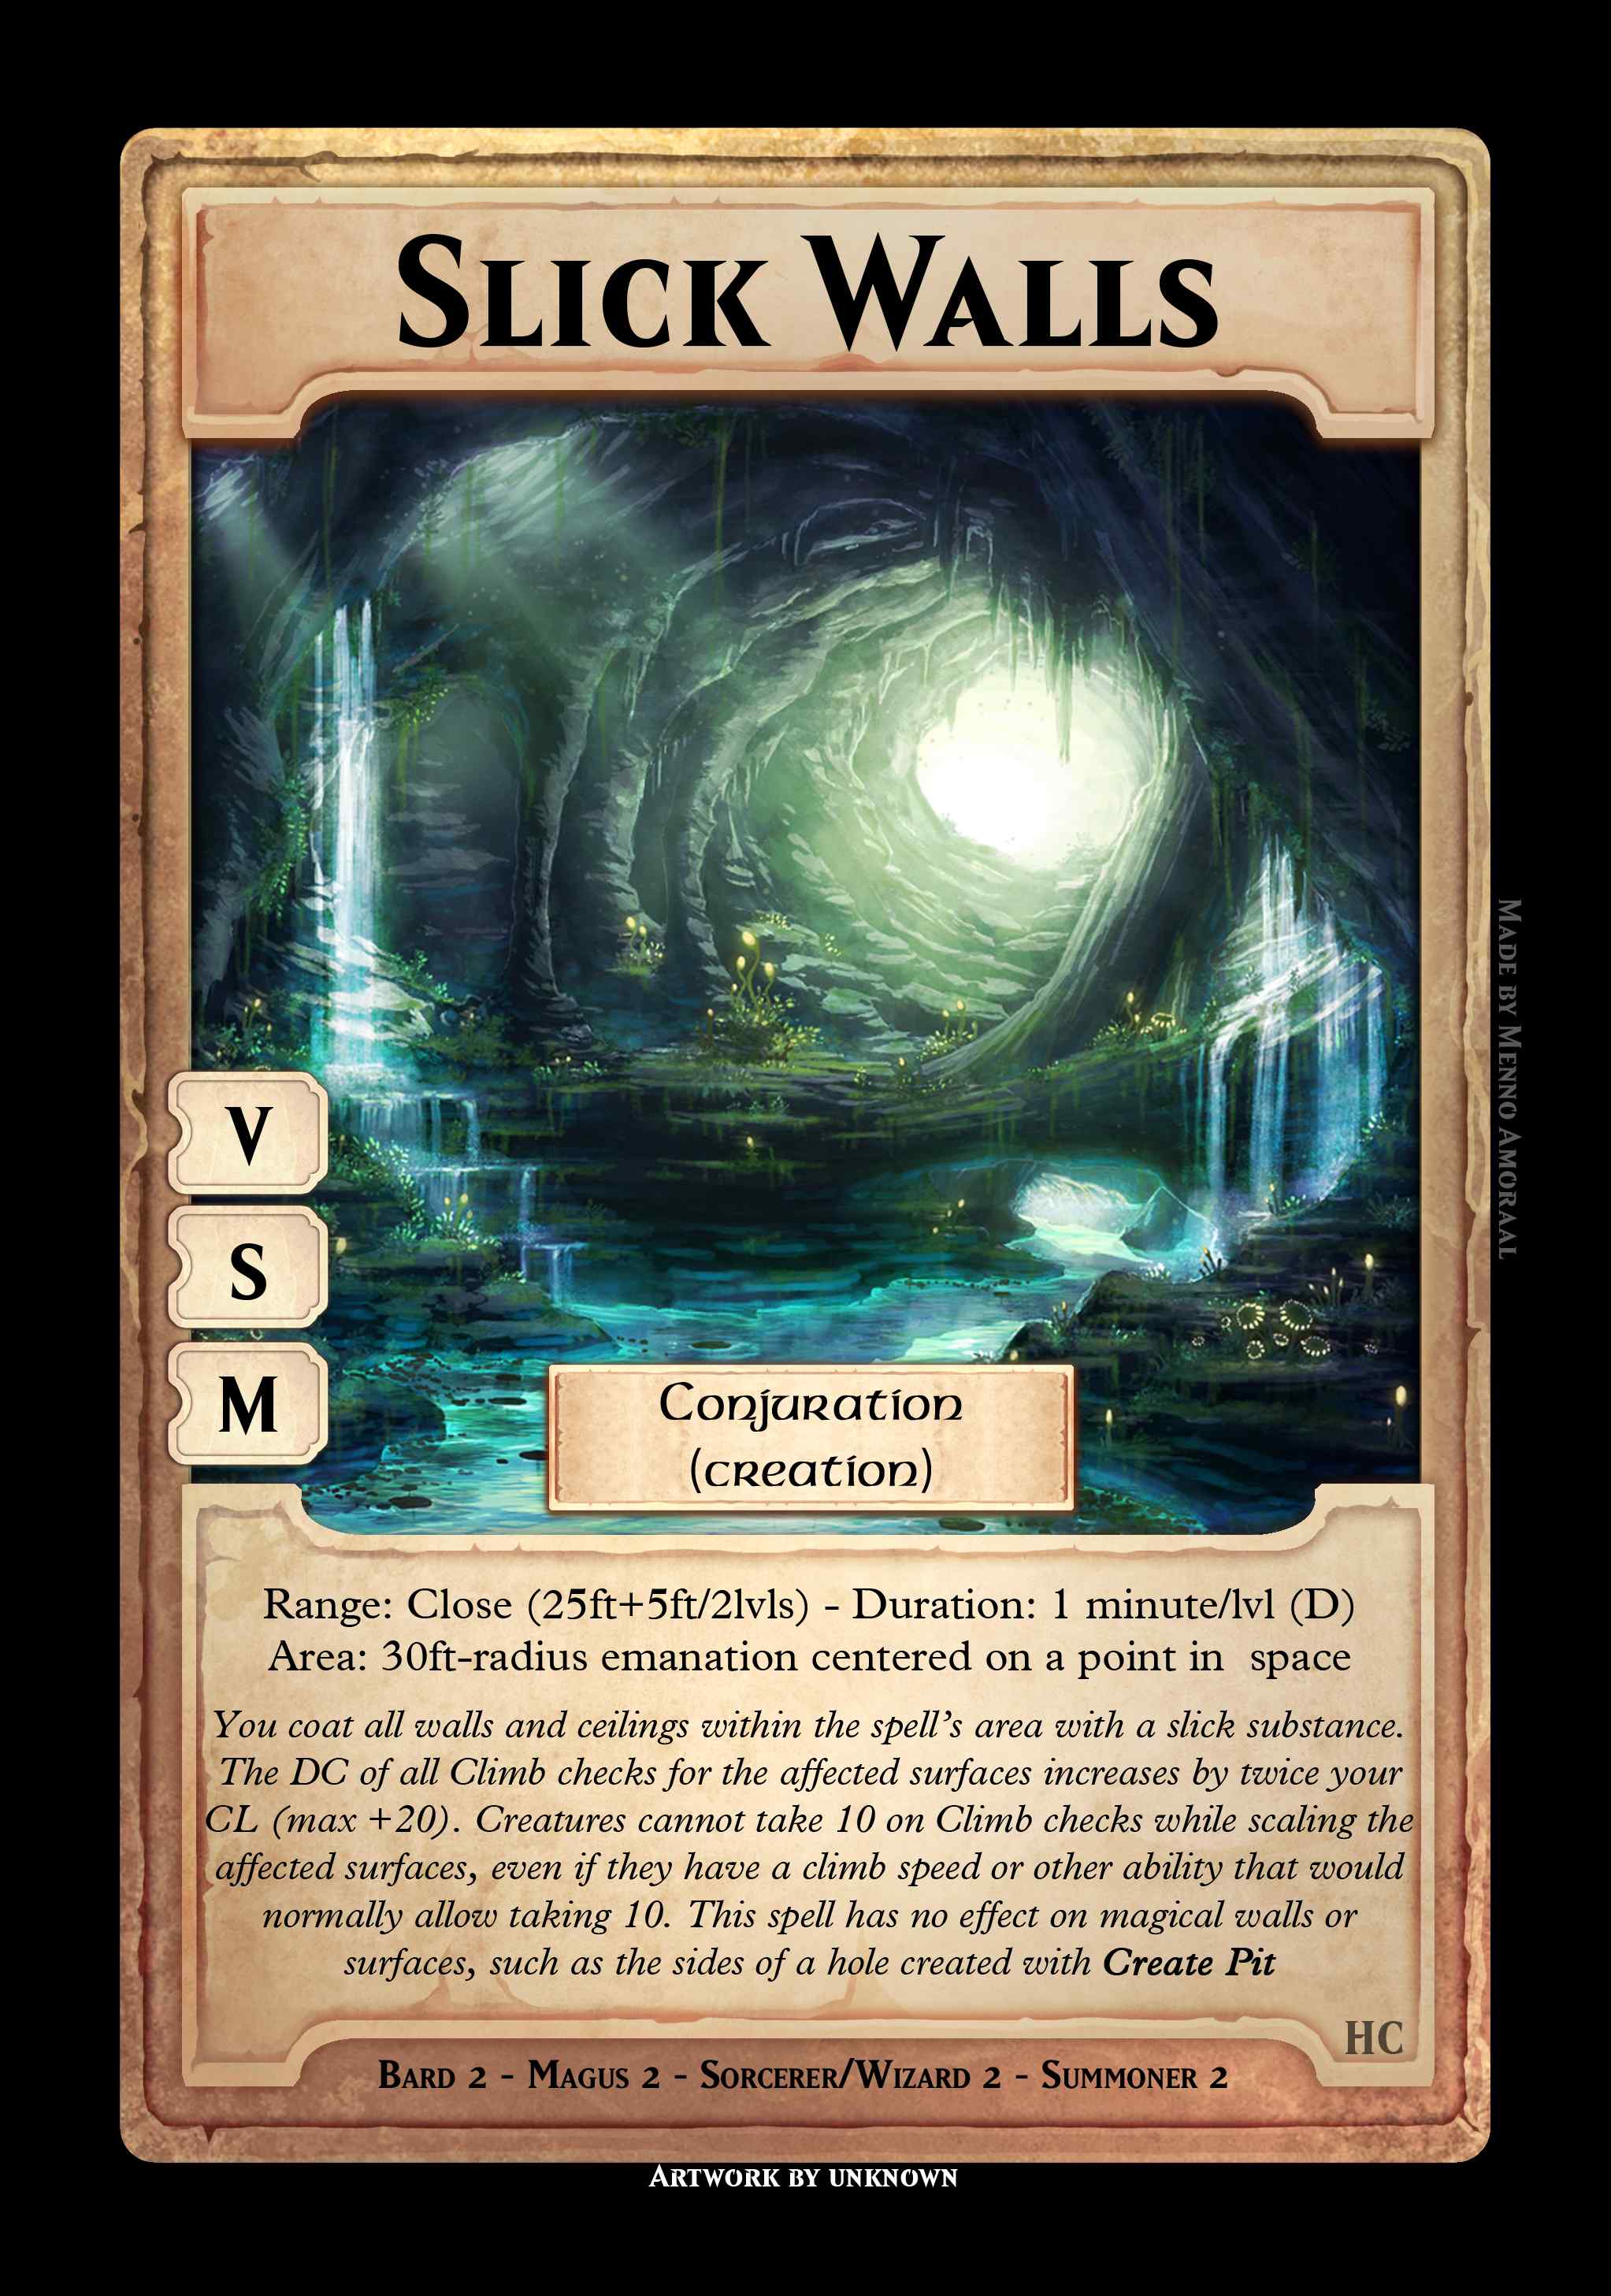 Slick Walls
V
S
M
Conjuration
(creation)
Range: Close (25ft+5ft/2lvls) - Duration: 1 minute/lvl (D)
Area: 30ft-radius emanation centered on a point in  space
You coat all walls and ceilings within the spell’s area with a slick substance.
The DC of all Climb checks for the affected surfaces increases by twice your
CL (max +20). Creatures cannot take 10 on Climb checks while scaling the
affected surfaces, even if they have a climb speed or other ability that would
normally allow taking 10. This spell has no effect on magical walls or
surfaces, such as the sides of a hole created with Create Pit
HC
Bard 2 - Magus 2 - Sorcerer/Wizard 2 - Summoner 2
Artwork by unknown
Made by Menno Amoraal